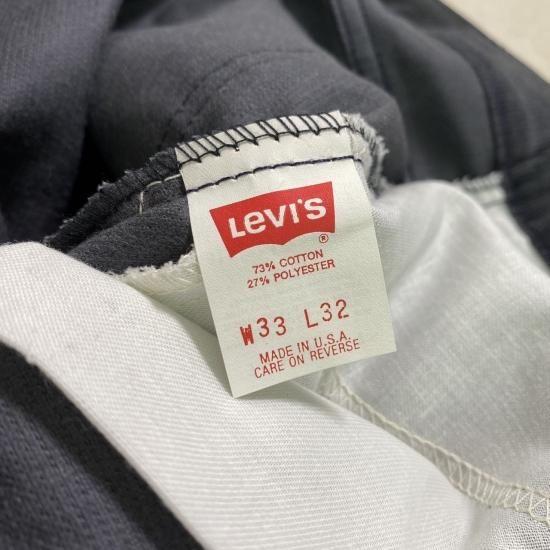 LEVI'S
®
73% COTTON
27% POLYESTER
W33 L32
MADE IN U.S.A.
CARE ON REVERSE